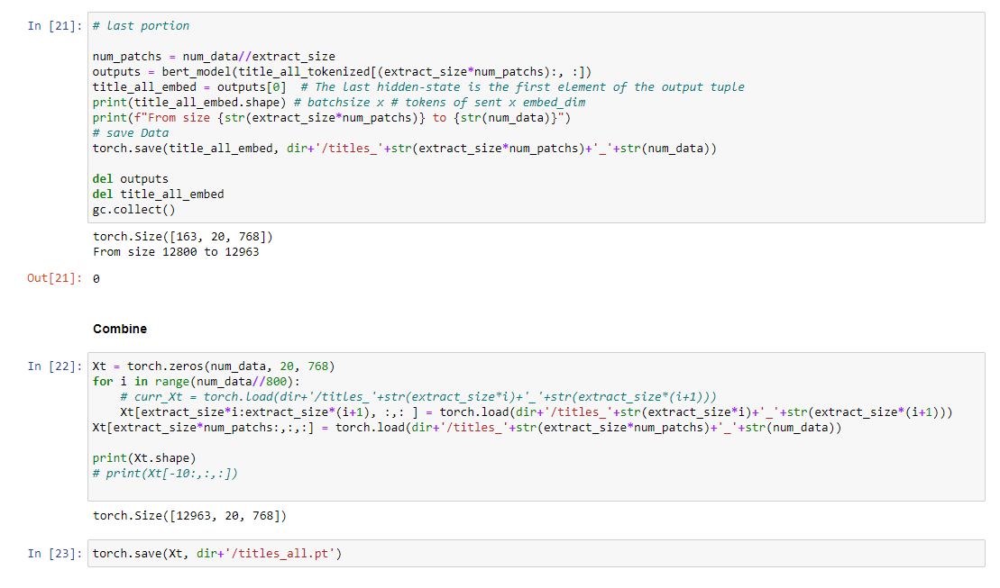 In [21]: # last portion
num_patchs = num_data//extract_size
outputs = bert_model(title_all_tokenized[(extract_size*num_patchs):, :])
title_all_embed = outputs[0]  # The last hidden-state is the first element of the output tuple
print(title_all_embed.shape) # batchsize x # tokens of sent x embed_dim
print(f"From size {str(extract_size*num_patchs)} to {str(num_data)}")
# save Data
torch.save(title_all_embed, dir+'/titles_'+str(extract_size*num_patchs)+'_'+str(num_data))
del outputs
del title_all_embed
gc.collect()
torch.Size([163, 20, 768])
From size 12800 to 12963
Out[21]: 0
Combine
In [22]: Xt = torch.zeros(num_data, 20, 768)
for i in range(num_data//800):
    # curr_Xt = torch.load(dir+'/titles_'+str(extract_size*i)+'_'+str(extract_size*(i+1)))
    Xt[extract_size*i:extract_size*(i+1), :,: ] = torch.load(dir+'/titles_'+str(extract_size*i)+'_'+str(extract_size*(i+1)))
Xt[extract_size*num_patchs:,:,:] = torch.load(dir+'/titles_'+str(extract_size*num_patchs)+'_'+str(num_data))
print(Xt.shape)
# print(Xt[-10:,:,:])
torch.Size([12963, 20, 768])
In [23]: torch.save(Xt, dir+'/titles_all.pt')